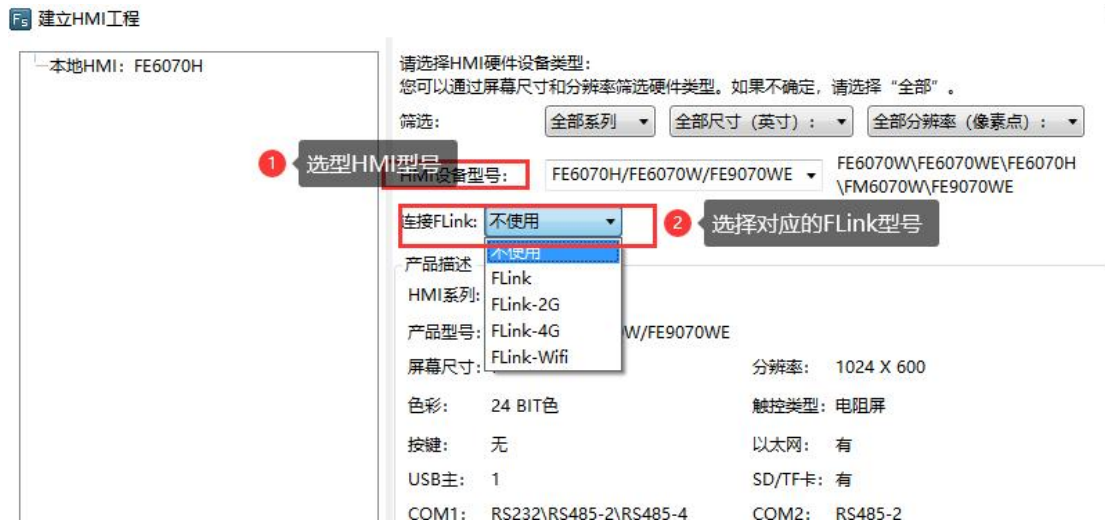 Fs 建立HMI工程
本地HMI: FE6070H
请选择HMI硬件设备类型:
您可以通过屏幕尺寸和分辨率筛选硬件类型。如果不确定，请选择“全部”。
筛选: 全部系列 全部尺寸（英寸）: 全部分辨率（像素点）:
1 选型HMI型号
HMI设备型号: FE6070H/FE6070W/FE9070WE FE6070W\FE6070WE\FE6070H
\FM6070W\FE9070WE
连接FLink: 不使用 2 选择对应的FLink型号
不使用
FLink
FLink-2G
FLink-4G
FLink-Wifi
产品描述
HMI系列:
产品型号: W/FE9070WE
屏幕尺寸: 分辨率: 1024 X 600
色彩: 24 BIT色 触控类型: 电阻屏
按键: 无 以太网: 有
USB主: 1 SD/TF卡: 有
COM1: RS232\RS485-2\RS485-4 COM2: RS485-2